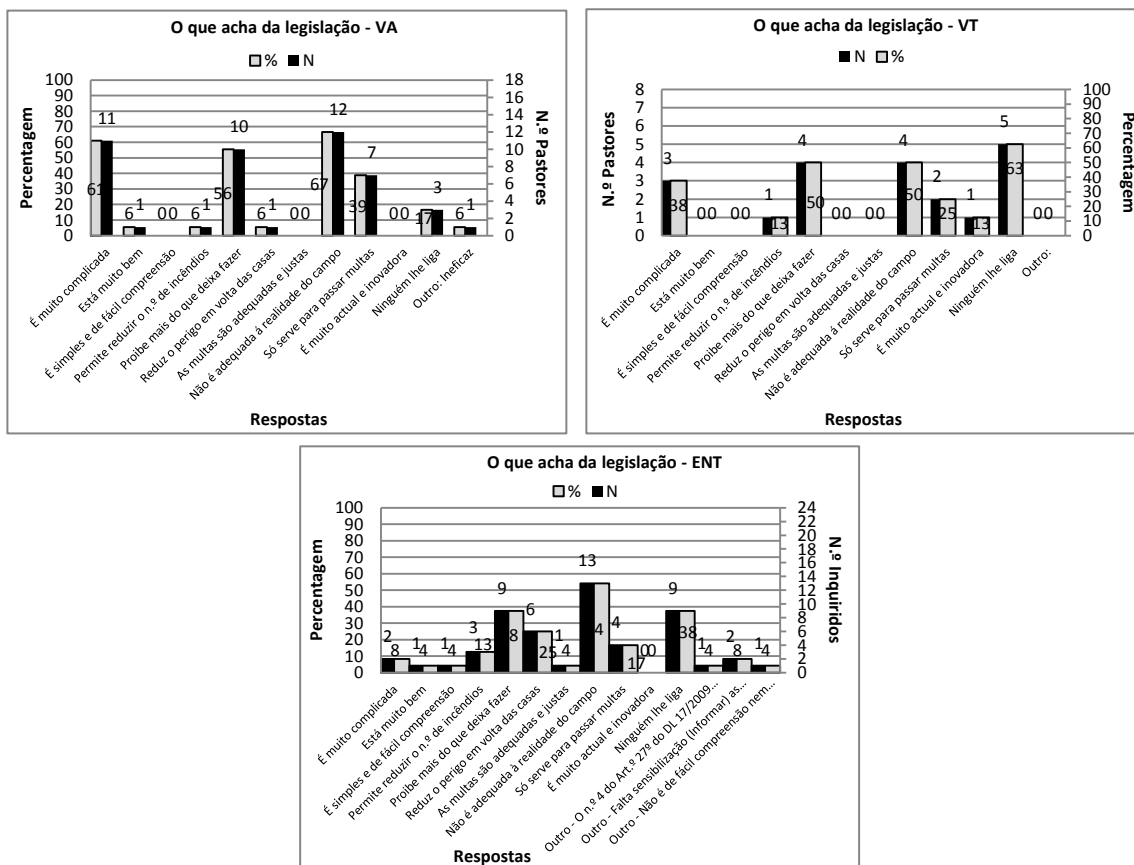 O que acha da legislação - VA
% N
Percentagem
100
90
80
70
60
50
40
30
20
10
0
18
16
14
12
10
8
6
4
2
0
N.º Pastores
61 11
6 1
0 0
6 1
56 10
6 1
0 0
67 12
39 7
0 0
17 3
6 1
É muito complicada
Está muito bem
É simples e de fácil compreensão
Permite reduzir o n.º de incêndios
Proibe mais do que deixa fazer
Reduz o perigo em volta das casas
As multas são adequadas e justas
Não é adequada á realidade do campo
Só serve para passar multas
É muito actual e inovadora
Ninguém lhe liga
Outro: Ineficaz
Respostas
O que acha da legislação - VT
N %
N.º Pastores
8
7
6
5
4
3
2
1
0
100
90
80
70
60
50
40
30
20
10
0
Percentagem
3 38
0 0
0 0
1 13
4 50
0 0
0 0
4 50
2 25
1 13
5 63
0 0
É muito complicada
Está muito bem
É simples e de fácil compreensão
Permite reduzir o n.º de incêndios
Proibe mais do que deixa fazer
Reduz o perigo em volta das casas
As multas são adequadas e justas
Não é adequada á realidade do campo
Só serve para passar multas
É muito actual e inovadora
Ninguém lhe liga
Outro:
Respostas
O que acha da legislação - ENT
% N
Percentagem
100
90
80
70
60
50
40
30
20
10
0
24
22
20
18
16
14
12
10
8
6
4
2
0
N.º Inquiridos
2 8
1 4
1 4
3 13
9 8
6 25
1 4
13 4
4 17
0 0
9 38
1 4
2 8
1 4
É muito complicada
Está muito bem
É simples e de fácil compreensão
Permite reduzir o n.º de incêndios
Proibe mais do que deixa fazer
Reduz o perigo em volta das casas
As multas são adequadas e justas
Não é adequada à realidade do campo
Só serve para passar multas
É muito actual e inovadora
Ninguém lhe liga
Outro - O n.º 4 do Art.º 27º do DL 17/2009...
Outro - Falta sensibilização (Informar) as...
Outro - Não é de fácil compreensão nem...
Respostas